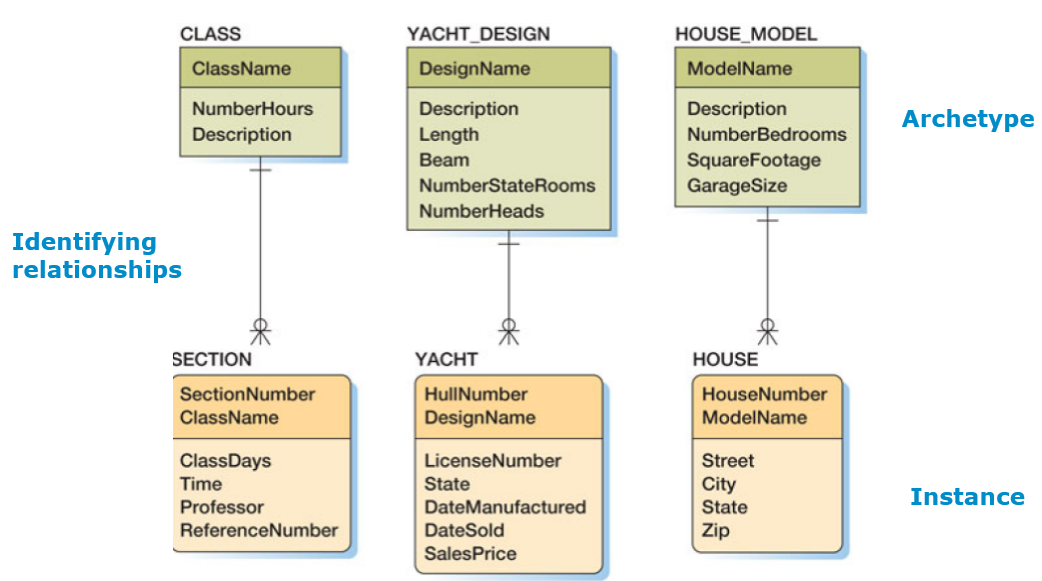 CLASS
ClassName
NumberHours
Description
YACHT_DESIGN
DesignName
Description
Length
Beam
NumberStateRooms
NumberHeads
HOUSE_MODEL
ModelName
Description
NumberBedrooms
SquareFootage
GarageSize
Archetype
Identifying
relationships
SECTION
SectionNumber
ClassName
ClassDays
Time
Professor
ReferenceNumber
YACHT
HullNumber
DesignName
LicenseNumber
State
DateManufactured
DateSold
SalesPrice
HOUSE
HouseNumber
ModelName
Street
City
State
Zip
Instance